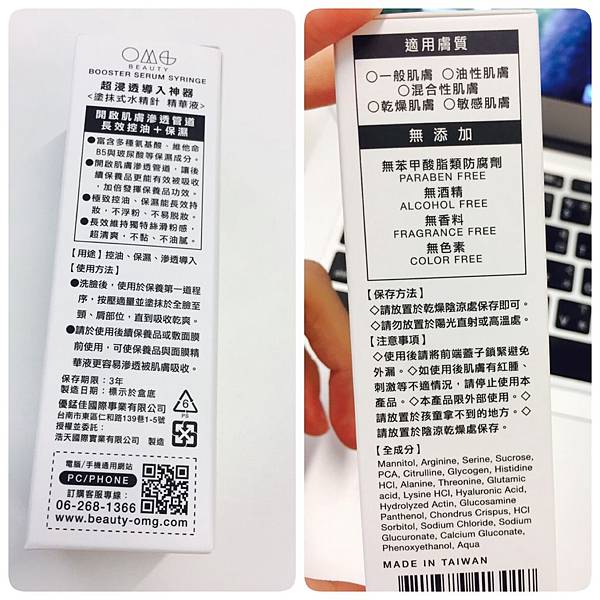 OMG
BEAUTY
BOOSTER SERUM SYRINGE
超浸透導入神器
<塗抹式水精針 精華液>
開啟肌膚滲透管道
長效控油+保濕
●富含多種氨基酸、維他命
B5與玻尿酸等保濕成分。
●開啟肌膚滲透管道，讓後
續保養品更能有效被吸收
，加倍發揮保養品功效。
●極致控油、保濕能長效持
妝，不浮粉、不易脫妝。
●長效維持獨特絲滑粉感，
超清爽，不黏、不油膩。
【用途】控油、保濕、滲透導入
【使用方法】
●洗臉後，使用於保養第一道程
序，按壓適量並塗抹於全臉至
頸、肩部位，直到吸收乾爽。
●請於使用後續保養品或敷面膜
前使用，可使保養品與面膜精
華液更容易滲透被肌膚吸收。
保存期限：3年
製造日期：標示於盒底
優錳佳國際事業有限公司
台南市東區仁和路139巷1-5號
授權並委託：
浩天國際實業有限公司 製造
6
PS
電腦/手機通用網站
PC/PHONE
訂購客服專線：
06-268-1366
www.beauty-omg.com
適用膚質
○一般肌膚○油性肌膚
○混合性肌膚
○乾燥肌膚○敏感肌膚
無添加
無苯甲酸脂類防腐劑
PARABEN FREE
無酒精
ALCOHOL FREE
無香料
FRAGRANCE FREE
無色素
COLOR FREE
【保存方法】
◇請放置於乾燥陰涼處保存即可。
◇請勿放置於陽光直射或高溫處。
【注意事項】
◇使用後請將前端蓋子鎖緊避免
外漏。◇如使用後肌膚有紅腫、
刺激等不適情況，請停止使用本
產品。◇本產品限外部使用。◇
請放置於孩童拿不到的地方。◇
請放置於陰涼乾燥處保存。
【全成分】
Mannitol, Arginine, Serine, Sucrose,
PCA, Citrulline, Glycogen, Histidine
HCl, Alanine, Threonine, Glutamic
acid, Lysine HCl, Hyaluronic Acid,
Hydrolyzed Actin, Glucosamine
Panthenol, Chondrus Crispus, HCl
Sorbitol, Sodium Chloride, Sodium
Glucuronate, Calcium Gluconate,
Phenoxyethanol, Aqua
MADE IN TAIWAN